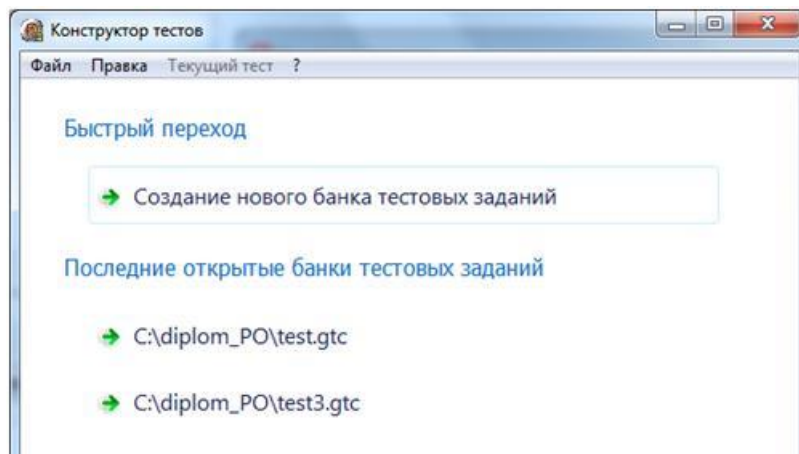 Конструктор тестов
Файл Правка Текущий тест ?
Быстрый переход
Создание нового банка тестовых заданий
Последние открытые банки тестовых заданий
C:\diplom_PO\test.gtc
C:\diplom_PO\test3.gtc